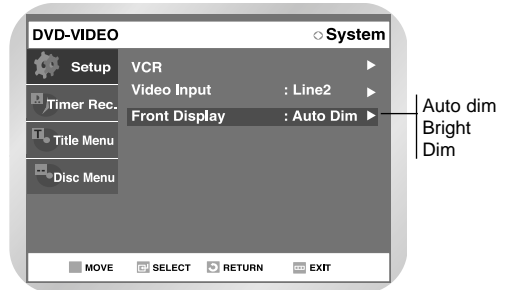 DVD-VIDEO System
Setup
Timer Rec.
Title Menu
Disc Menu
VCR
Video Input : Line2
Front Display : Auto Dim
Auto dim
Bright
Dim
MOVE SELECT RETURN EXIT